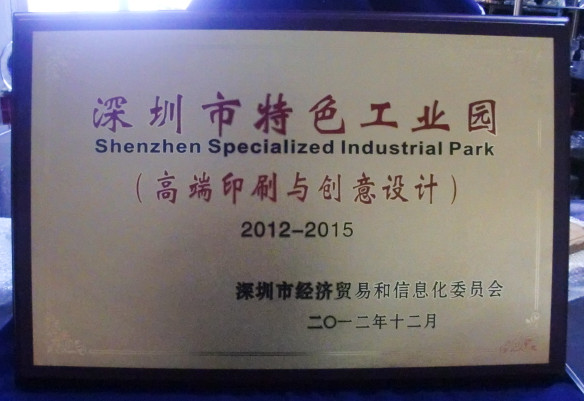 深圳市特色工业园
Shenzhen Specialized Industrial Park
（高端印刷与创意设计）
2012-2015
深圳市经济贸易和信息化委员会
二〇一二年十二月